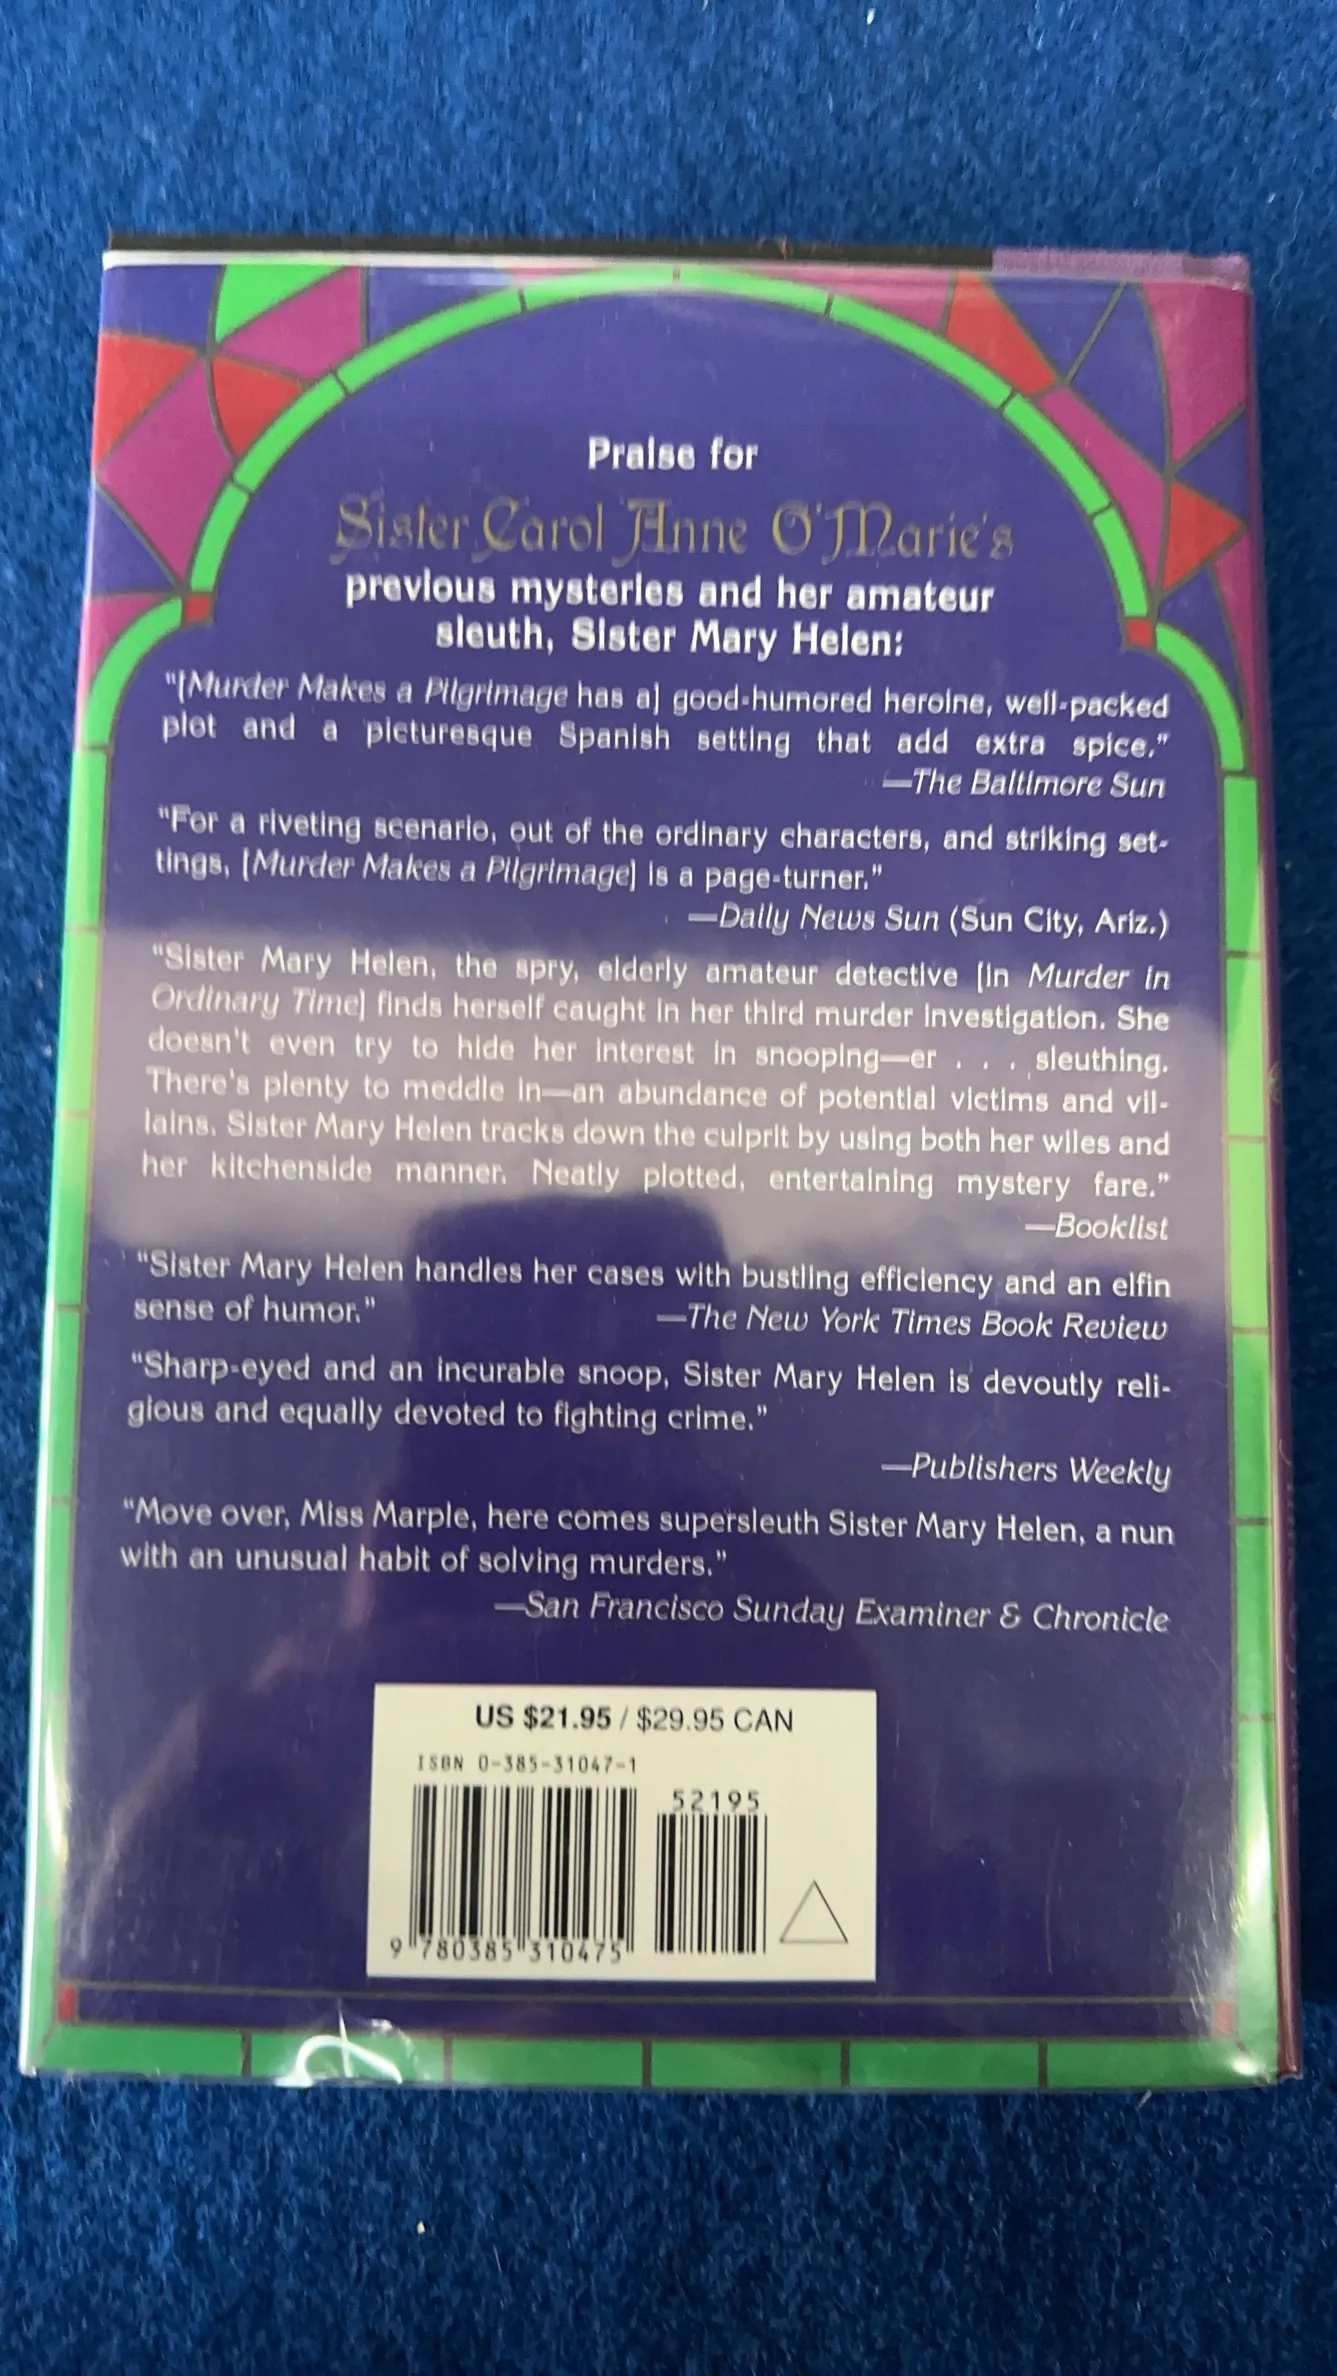 Praise for
Sister Carol Anne O'Marie's
previous mysteries and her amateur
sleuth, Sister Mary Helen:
"[Murder Makes a Pilgrimage has a] good-humored heroine, well-packed
plot and a picturesque Spanish setting that add extra spice."
—The Baltimore Sun
"For a riveting scenario, out of the ordinary characters, and striking set-
tings, [Murder Makes a Pilgrimage] is a page-turner."
—Daily News Sun (Sun City, Ariz.)
"Sister Mary Helen, the spry, elderly amateur detective [in Murder in
Ordinary Time] finds herself caught in her third murder investigation. She
doesn't even try to hide her interest in snooping—er . . . sleuthing.
There's plenty to meddle in—an abundance of potential victims and vil-
lains. Sister Mary Helen tracks down the culprit by using both her wiles and
her kitchenside manner. Neatly plotted, entertaining mystery fare."
—Booklist
"Sister Mary Helen handles her cases with bustling efficiency and an elfin
sense of humor." —The New York Times Book Review
"Sharp-eyed and an incurable snoop, Sister Mary Helen is devoutly reli-
gious and equally devoted to fighting crime."
—Publishers Weekly
"Move over, Miss Marple, here comes supersleuth Sister Mary Helen, a nun
with an unusual habit of solving murders."
—San Francisco Sunday Examiner & Chronicle
US $21.95 / $29.95 CAN
ISBN 0-385-31047-1
52195
9 780385 310475